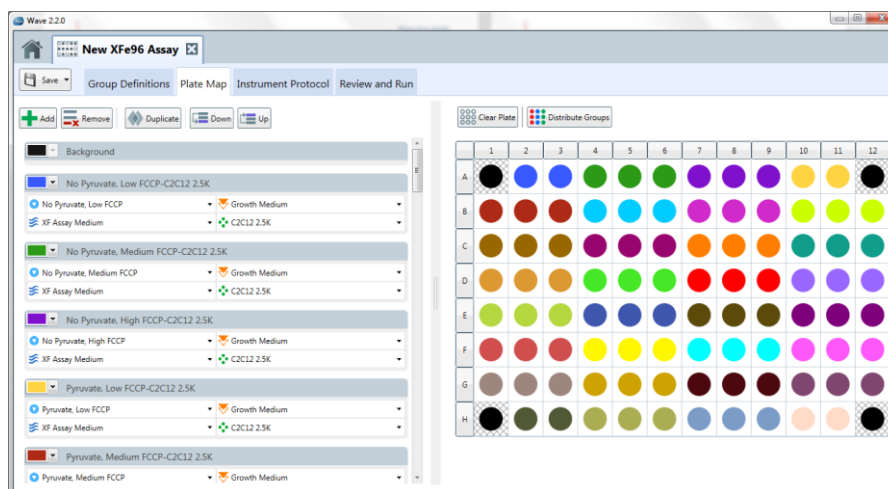 Wave 2.2.0
New XFe96 Assay
Save
Group Definitions Plate Map Instrument Protocol Review and Run
Add Remove Duplicate Down Up
Clear Plate Distribute Groups
Background
No Pyruvate, Low FCCP-C2C12 2.5K
No Pyruvate, Low FCCP Growth Medium
XF Assay Medium C2C12 2.5K
No Pyruvate, Medium FCCP-C2C12 2.5K
No Pyruvate, Medium FCCP Growth Medium
XF Assay Medium C2C12 2.5K
No Pyruvate, High FCCP-C2C12 2.5K
No Pyruvate, High FCCP Growth Medium
XF Assay Medium C2C12 2.5K
Pyruvate, Low FCCP-C2C12 2.5K
Pyruvate, Low FCCP Growth Medium
XF Assay Medium C2C12 2.5K
Pyruvate, Medium FCCP-C2C12 2.5K
Pyruvate, Medium FCCP Growth Medium
1 2 3 4 5 6 7 8 9 10 11 12
A
B
C
D
E
F
G
H